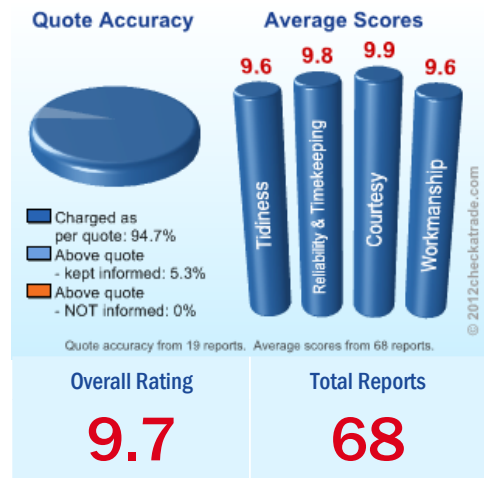 Quote Accuracy
Charged as
per quote: 94.7%
Above quote
- kept informed: 5.3%
Above quote
- NOT informed: 0%
Average Scores
9.6
9.8
9.9
9.6
Tidiness
Reliability & Timekeeping
Courtesy
Workmanship
© 2012checkatrade.com
Quote accuracy from 19 reports. Average scores from 68 reports.
Overall Rating
9.7
Total Reports
68